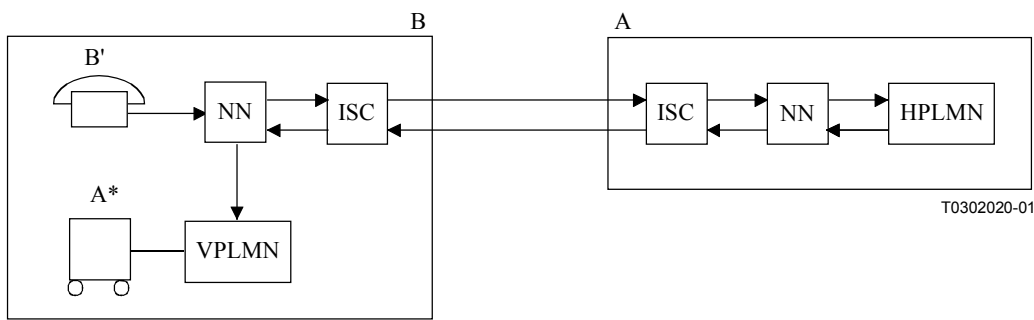 B
A
B'
NN
ISC
ISC
NN
HPLMN
A*
VPLMN
T0302020-01